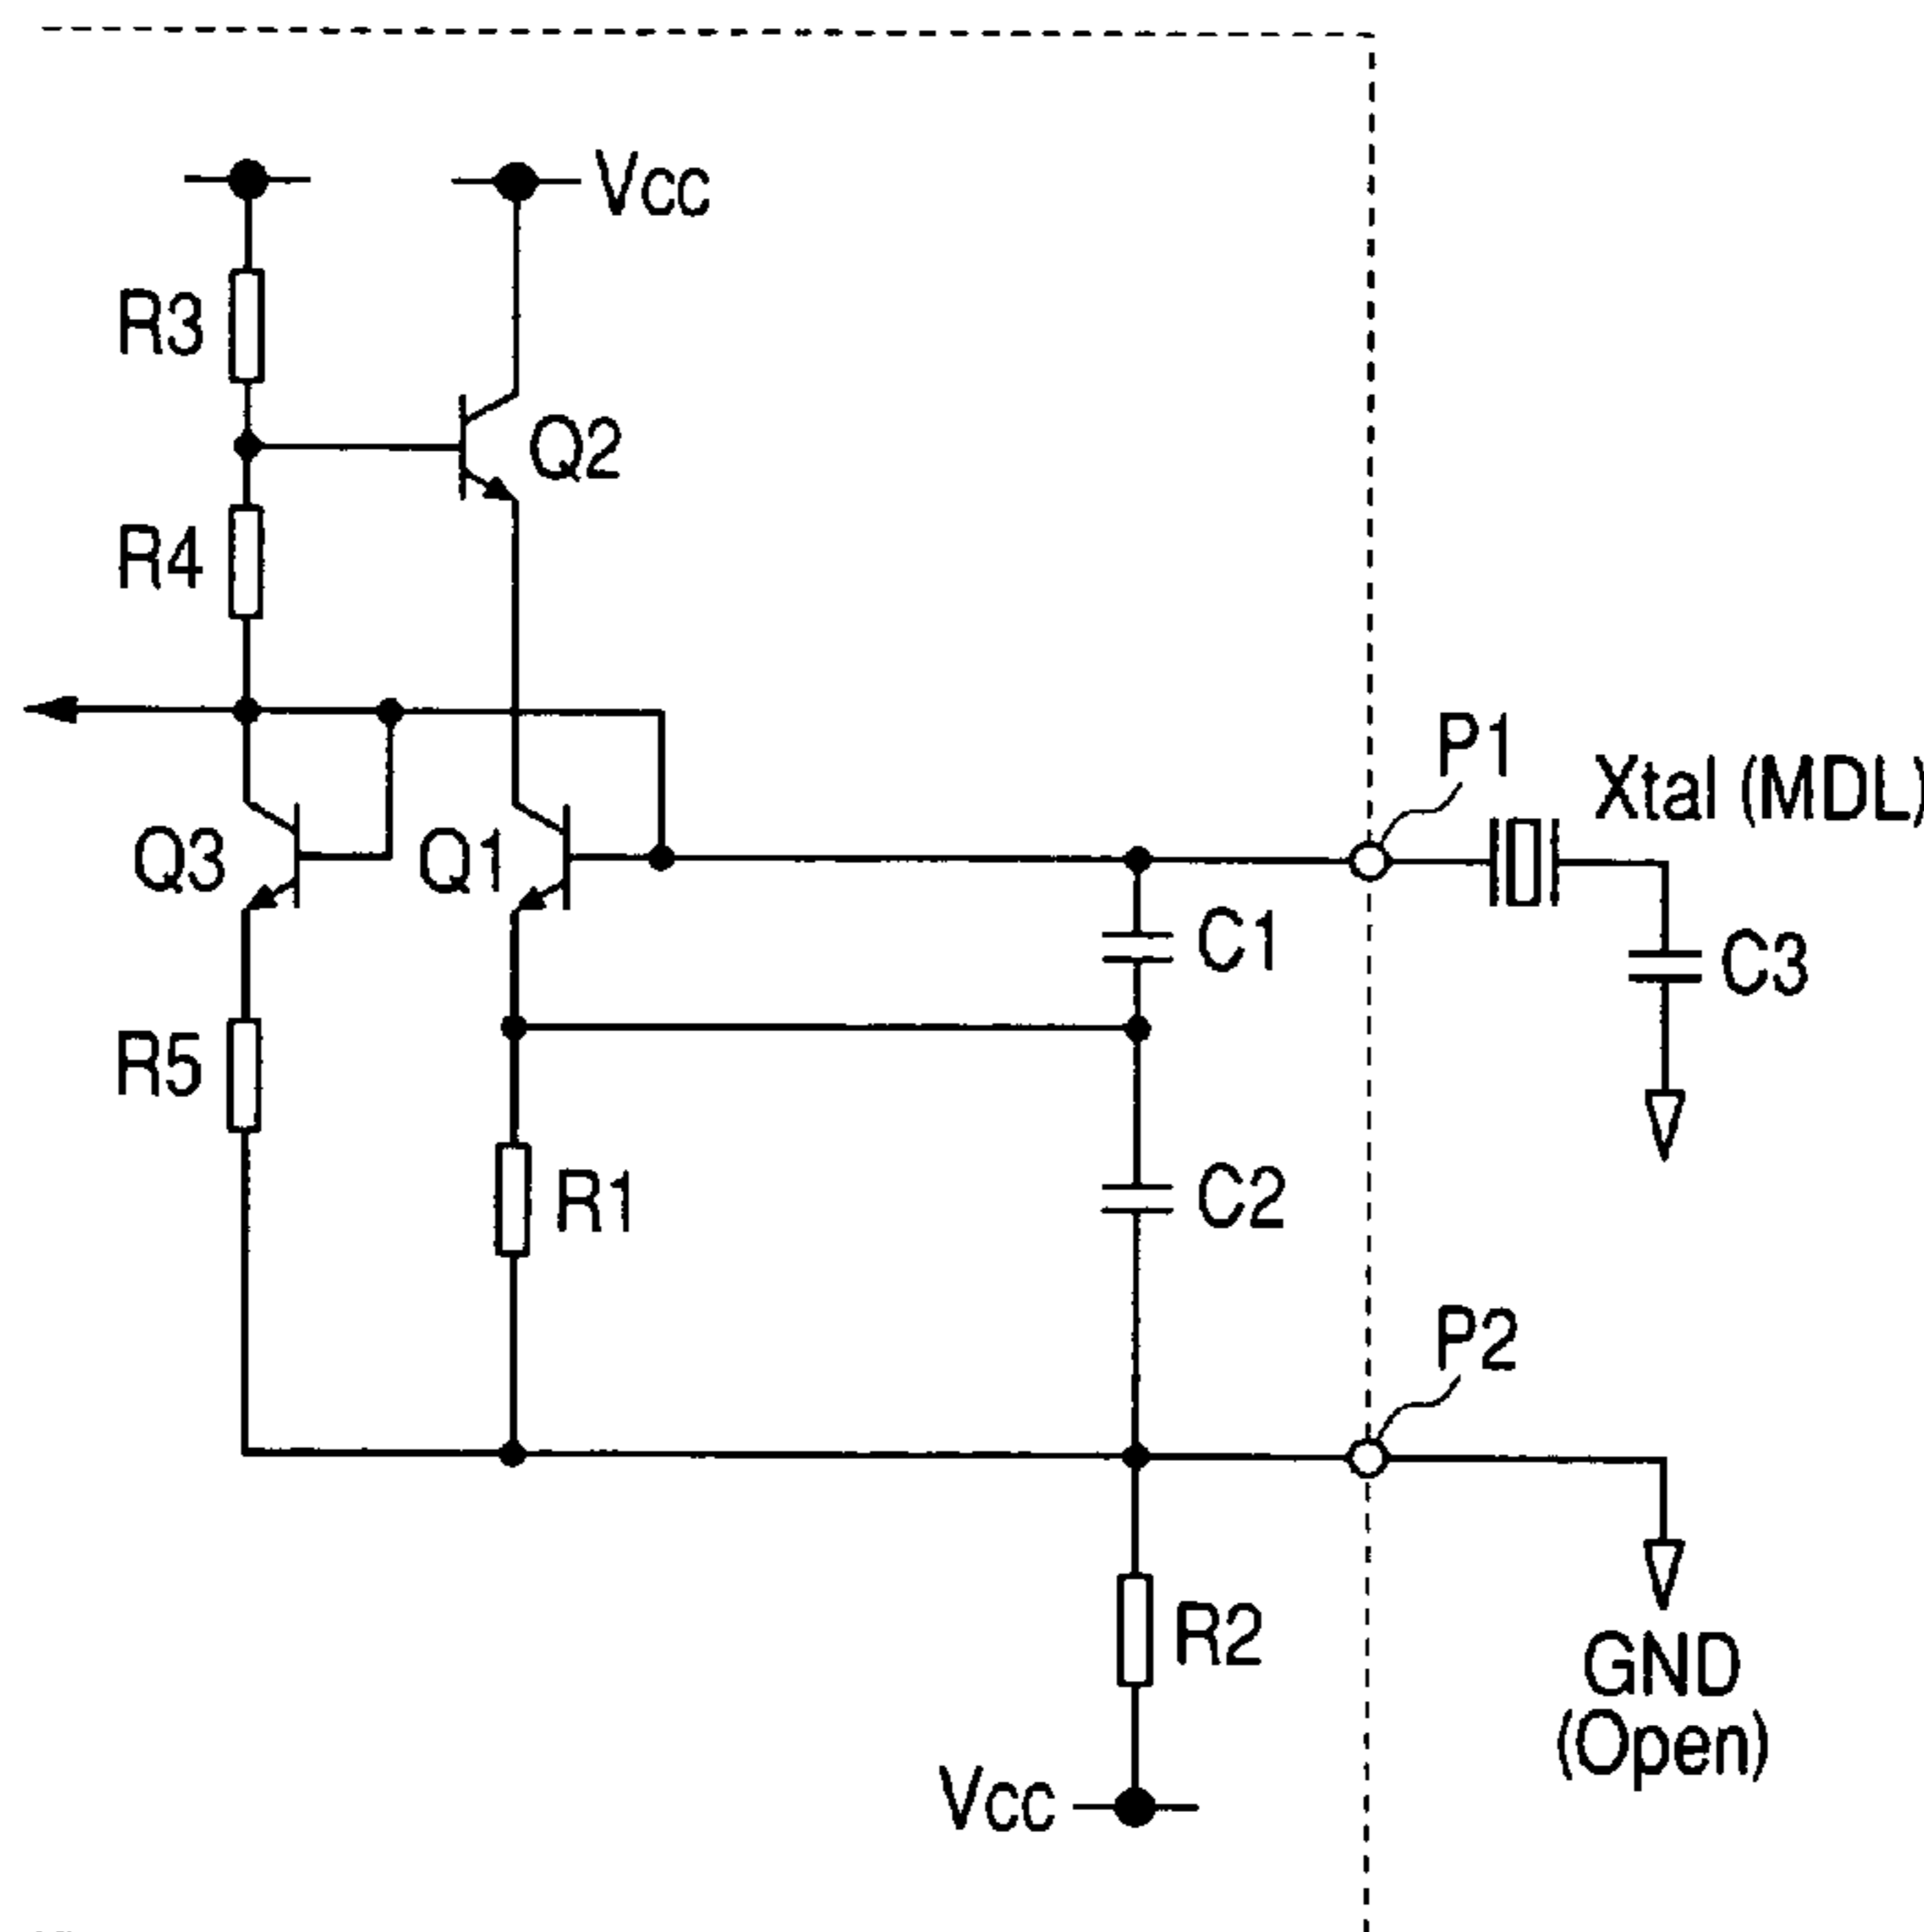 Vcc
R3
Q2
R4
P1
Xtal (MDL)
Q3
Q1
C1
C3
R5
R1
C2
P2
R2
GND
(Open)
Vcc